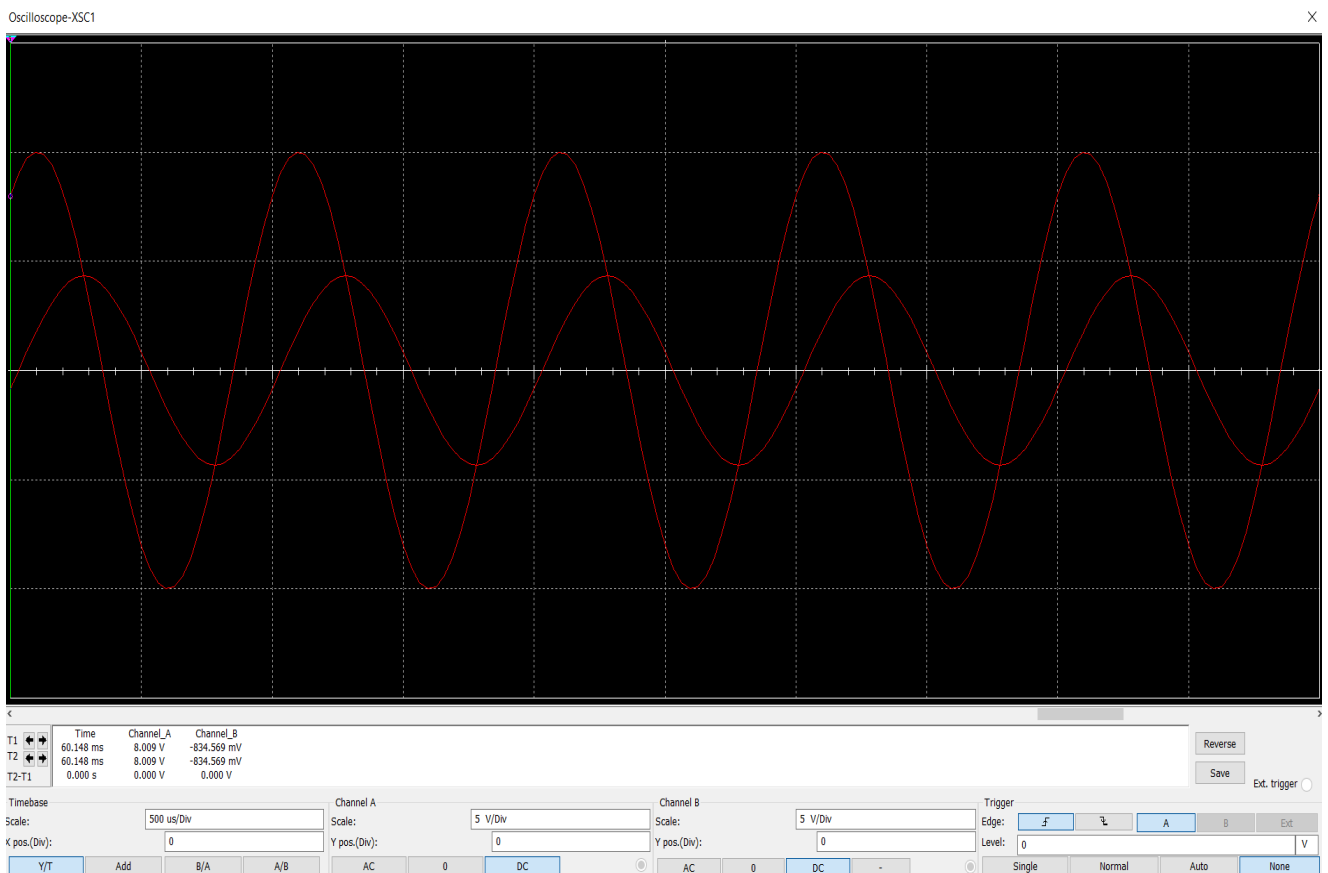 Oscilloscope-XSC1 X
T1 Time Channel_A Channel_B
60.148 ms 8.009 V -834.569 mV
T2 60.148 ms 8.009 V -834.569 mV
T2-T1 0.000 s 0.000 V 0.000 V
Reverse
Save
Ext. trigger
Timebase Channel A Channel B Trigger
Scale: 500 us/Div Scale: 5 V/Div Scale: 5 V/Div Edge: A B Ext
X pos.(Div): 0 Y pos.(Div): 0 Y pos.(Div): 0 Level: 0 V
Y/T Add B/A A/B AC 0 DC AC 0 DC - Single Normal Auto None